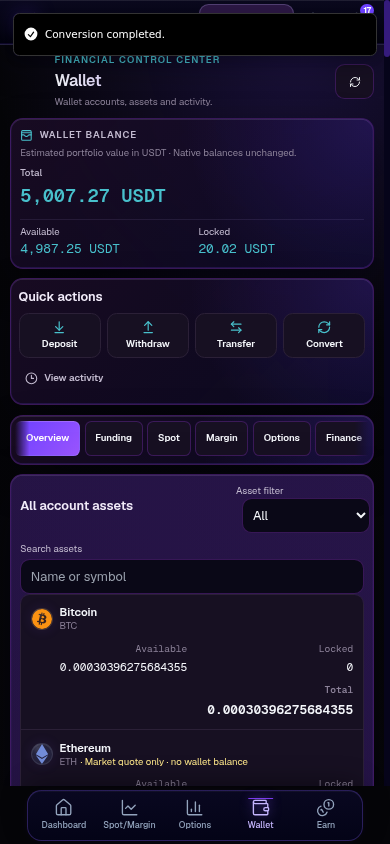 17
Conversion completed.
FINANCIAL CONTROL CENTER
Wallet
Wallet accounts, assets and activity.
WALLET BALANCE
Estimated portfolio value in USDT · Native balances unchanged.
Total
5,007.27 USDT
Available Locked
4,987.25 USDT 20.02 USDT
Quick actions
Deposit Withdraw Transfer Convert
View activity
Overview Funding Spot Margin Options Finance
Asset filter
All account assets All
Search assets
Name or symbol
Bitcoin
BTC
Available Locked
0.00030396275684355 0
Total
0.00030396275684355
Ethereum
ETH · Market quote only · no wallet balance
Available Locked
Dashboard Spot/Margin Options Wallet Earn